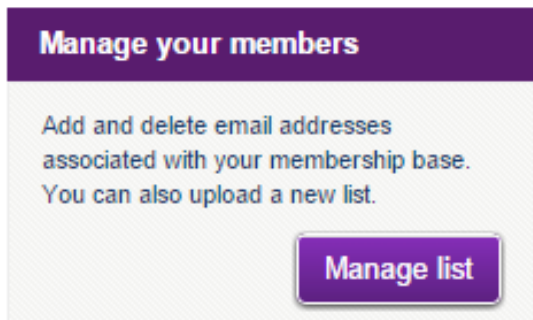 Manage your members
Add and delete email addresses
associated with your membership base.
You can also upload a new list.
Manage list